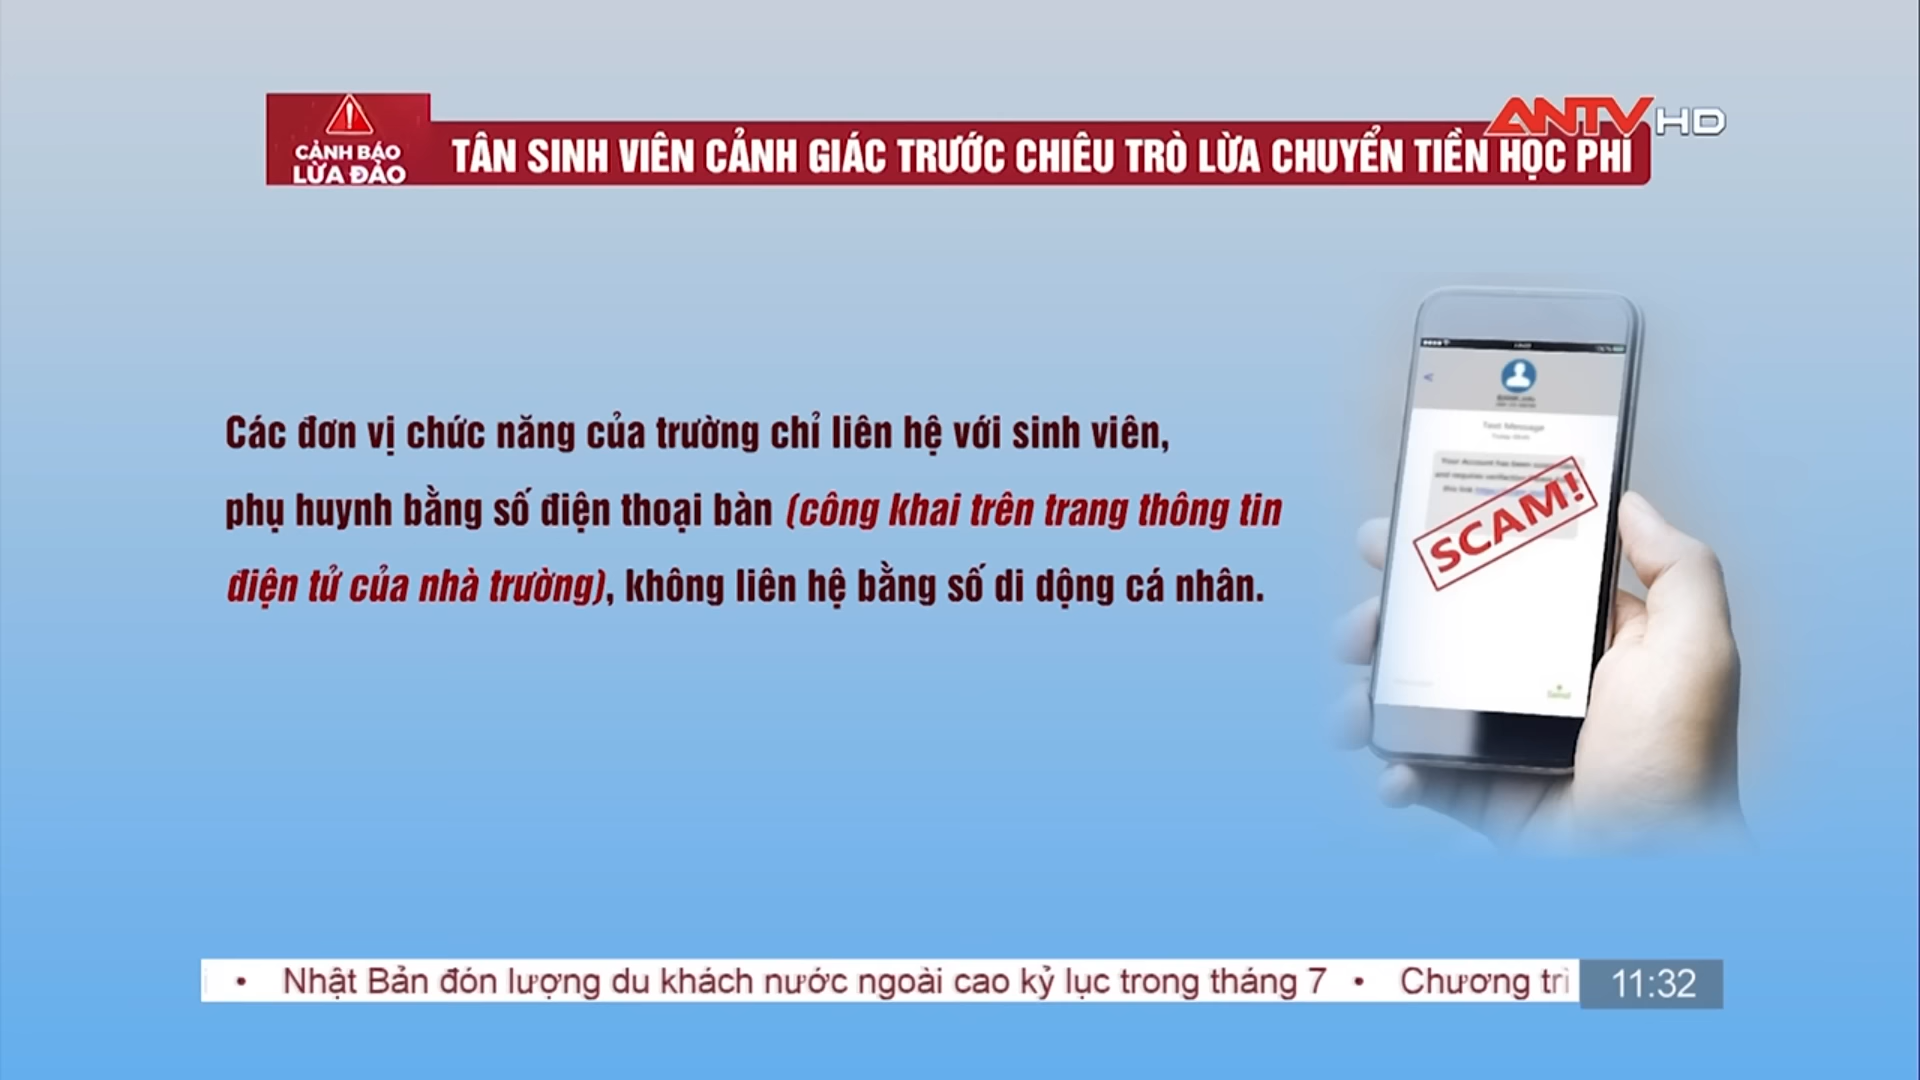 CẢNH BÁO
LỪA ĐẢO
TÂN SINH VIÊN CẢNH GIÁC TRƯỚC CHIÊU TRÒ LỪA CHUYỂN TIỀN HỌC PHÍ
ANTV HD
Các đơn vị chức năng của trường chỉ liên hệ với sinh viên,
phụ huynh bằng số điện thoại bàn (công khai trên trang thông tin
điện tử của nhà trường), không liên hệ bằng số di động cá nhân.
Text Message
SCAM!
Send
• Nhật Bản đón lượng du khách nước ngoài cao kỷ lục trong tháng 7 • Chương trì
11:32